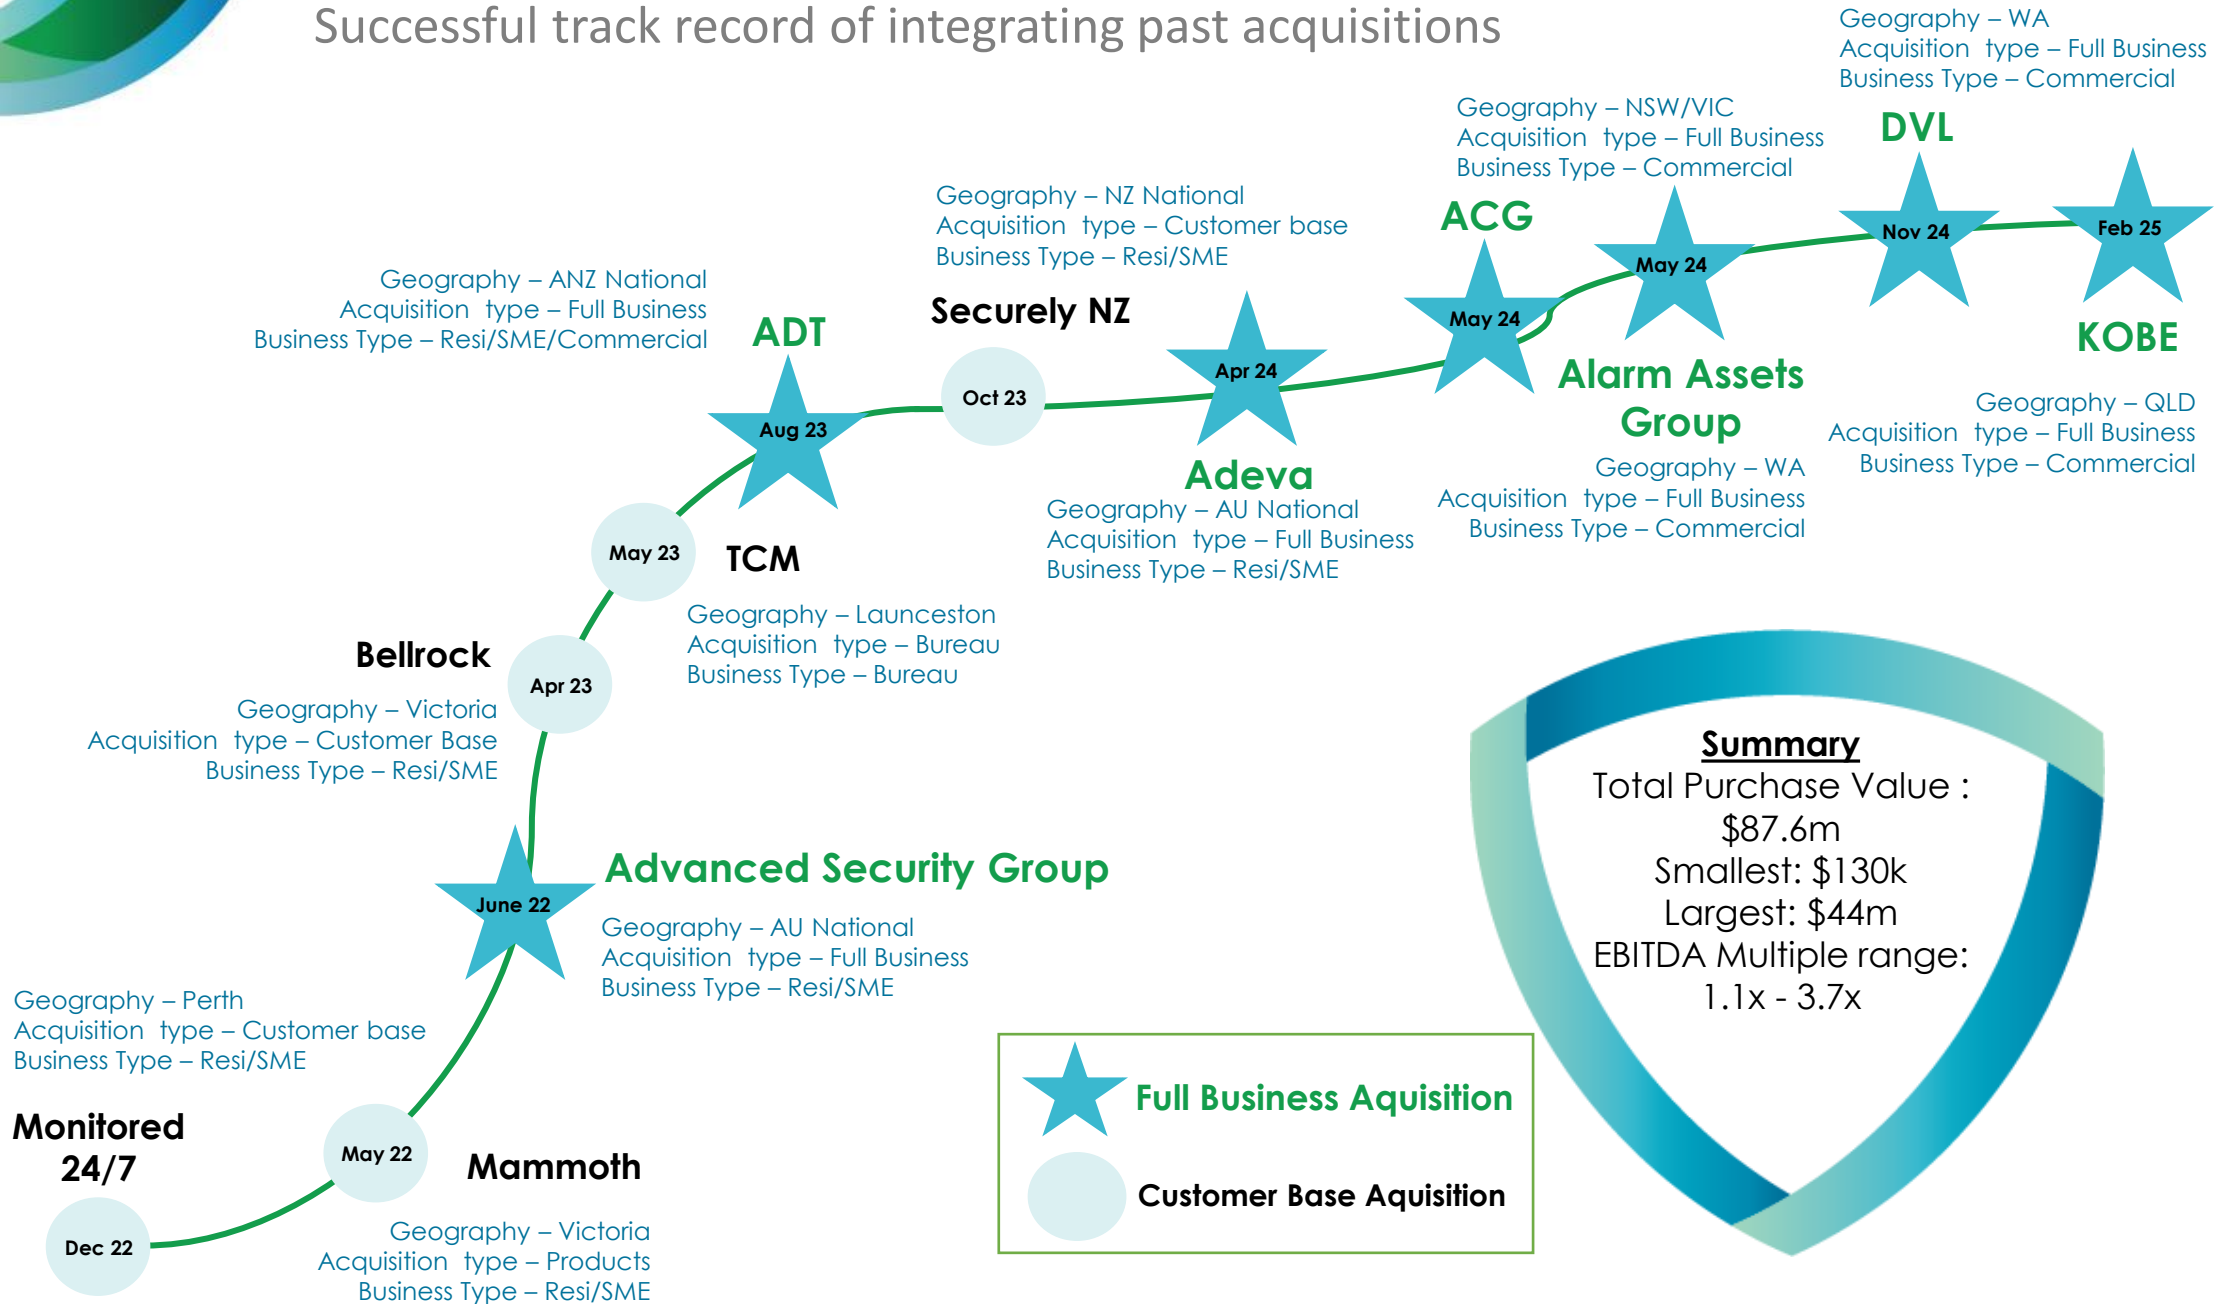 Successful track record of integrating past acquisitions
Geography – WA
Acquisition type – Full Business
Business Type – Commercial
DVL
Nov 24
Feb 25
KOBE
Geography – QLD
Acquisition type – Full Business
Business Type – Commercial
Geography – NSW/VIC
Acquisition type – Full Business
Business Type – Commercial
ACG
May 24
May 24
Alarm Assets
Group
Geography – WA
Acquisition type – Full Business
Business Type – Commercial
Geography – NZ National
Acquisition type – Customer base
Business Type – Resi/SME
Securely NZ
Oct 23
Apr 24
Adeva
Geography – AU National
Acquisition type – Full Business
Business Type – Resi/SME
Geography – ANZ National
Acquisition type – Full Business
Business Type – Resi/SME/Commercial
ADT
Aug 23
May 23
TCM
Geography – Launceston
Acquisition type – Bureau
Business Type – Bureau
Bellrock
Apr 23
Geography – Victoria
Acquisition type – Customer Base
Business Type – Resi/SME
June 22
Advanced Security Group
Geography – AU National
Acquisition type – Full Business
Business Type – Resi/SME
Geography – Perth
Acquisition type – Customer base
Business Type – Resi/SME
Monitored
24/7
Dec 22
May 22
Mammoth
Geography – Victoria
Acquisition type – Products
Business Type – Resi/SME
Full Business Aquisition
Customer Base Aquisition
Summary
Total Purchase Value :
$87.6m
Smallest: $130k
Largest: $44m
EBITDA Multiple range:
1.1x - 3.7x